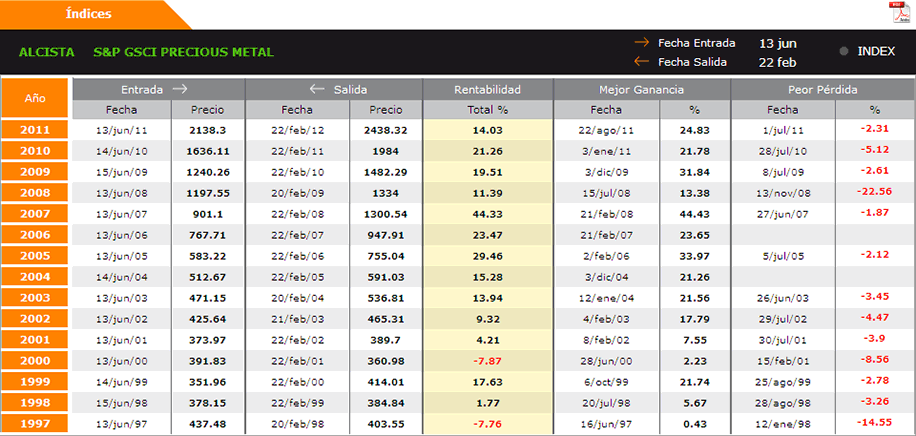 Índices
ALCISTA S&P GSCI PRECIOUS METAL
Fecha Entrada 13 jun
Fecha Salida 22 feb
INDEX
Año Entrada Salida Rentabilidad Mejor Ganancia Peor Pérdida
Fecha Precio Fecha Precio Total % Fecha % Fecha %
2011 13/jun/11 2138.3 22/feb/12 2438.32 14.03 22/ago/11 24.83 1/jul/11 -2.31
2010 14/jun/10 1636.11 22/feb/11 1984 21.26 3/ene/11 21.78 28/jul/10 -5.12
2009 15/jun/09 1240.26 22/feb/10 1482.29 19.51 3/dic/09 31.84 8/jul/09 -2.61
2008 13/jun/08 1197.55 20/feb/09 1334 11.39 15/jul/08 13.38 13/nov/08 -22.56
2007 13/jun/07 901.1 22/feb/08 1300.54 44.33 21/feb/08 44.43 27/jun/07 -1.87
2006 13/jun/06 767.71 22/feb/07 947.91 23.47 21/feb/07 23.65
2005 13/jun/05 583.22 22/feb/06 755.04 29.46 2/feb/06 33.97 5/jul/05 -2.12
2004 14/jun/04 512.67 22/feb/05 591.03 15.28 3/dic/04 21.26
2003 13/jun/03 471.15 20/feb/04 536.81 13.94 12/ene/04 21.56 26/jun/03 -3.45
2002 13/jun/02 425.64 21/feb/03 465.31 9.32 4/feb/03 17.79 29/jul/02 -4.47
2001 13/jun/01 373.97 22/feb/02 389.7 4.21 8/feb/02 7.55 30/jul/01 -3.9
2000 13/jun/00 391.83 22/feb/01 360.98 -7.87 28/jun/00 2.23 15/feb/01 -8.56
1999 14/jun/99 351.96 22/feb/00 414.01 17.63 6/oct/99 21.74 25/ago/99 -2.78
1998 15/jun/98 378.15 22/feb/99 384.84 1.77 20/jul/98 5.67 28/ago/98 -3.26
1997 13/jun/97 437.48 20/feb/98 403.55 -7.76 16/jun/97 0.43 12/ene/98 -14.55